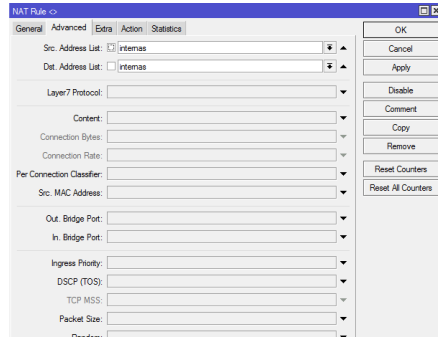 NAT Rule <>
General Advanced Extra Action Statistics
Src. Address List: internas
Dst. Address List: internas
Layer7 Protocol:
Content:
Connection Bytes:
Connection Rate:
Per Connection Classifier:
Src. MAC Address:
Out. Bridge Port:
In. Bridge Port:
Ingress Priority:
DSCP (TOS):
TCP MSS:
Packet Size:
Random:
OK
Cancel
Apply
Disable
Comment
Copy
Remove
Reset Counters
Reset All Counters